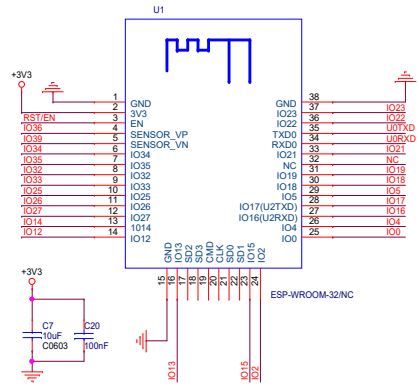 U1
+3V3
1 GND GND 38
2 3V3 IO23 37 IO23
RST/EN 3 EN IO22 36 IO22
IO36 4 SENSOR_VP TXD0 35 U0TXD
IO39 5 SENSOR_VN RXD0 34 U0RXD
IO34 6 IO34 IO21 33 IO21
IO35 7 IO35 NC 32 NC
IO32 8 IO32 IO19 31 IO19
IO33 9 IO33 IO18 30 IO18
IO25 10 IO25 IO5 29 IO5
IO26 11 IO26 IO17(U2TXD) 28 IO17
IO27 12 IO27 IO16(U2RXD) 27 IO16
IO14 13 1014 IO4 26 IO4
IO12 14 IO12 IO0 25 IO0
GND IO13 SD2 SD3 CMD CLK SD0 SD1 IO15 IO2
15 16 17 18 19 20 21 22 23 24
ESP-WROOM-32/NC
+3V3
C7 C20
10uF
C0603 100nF
IO13 IO15 IO2